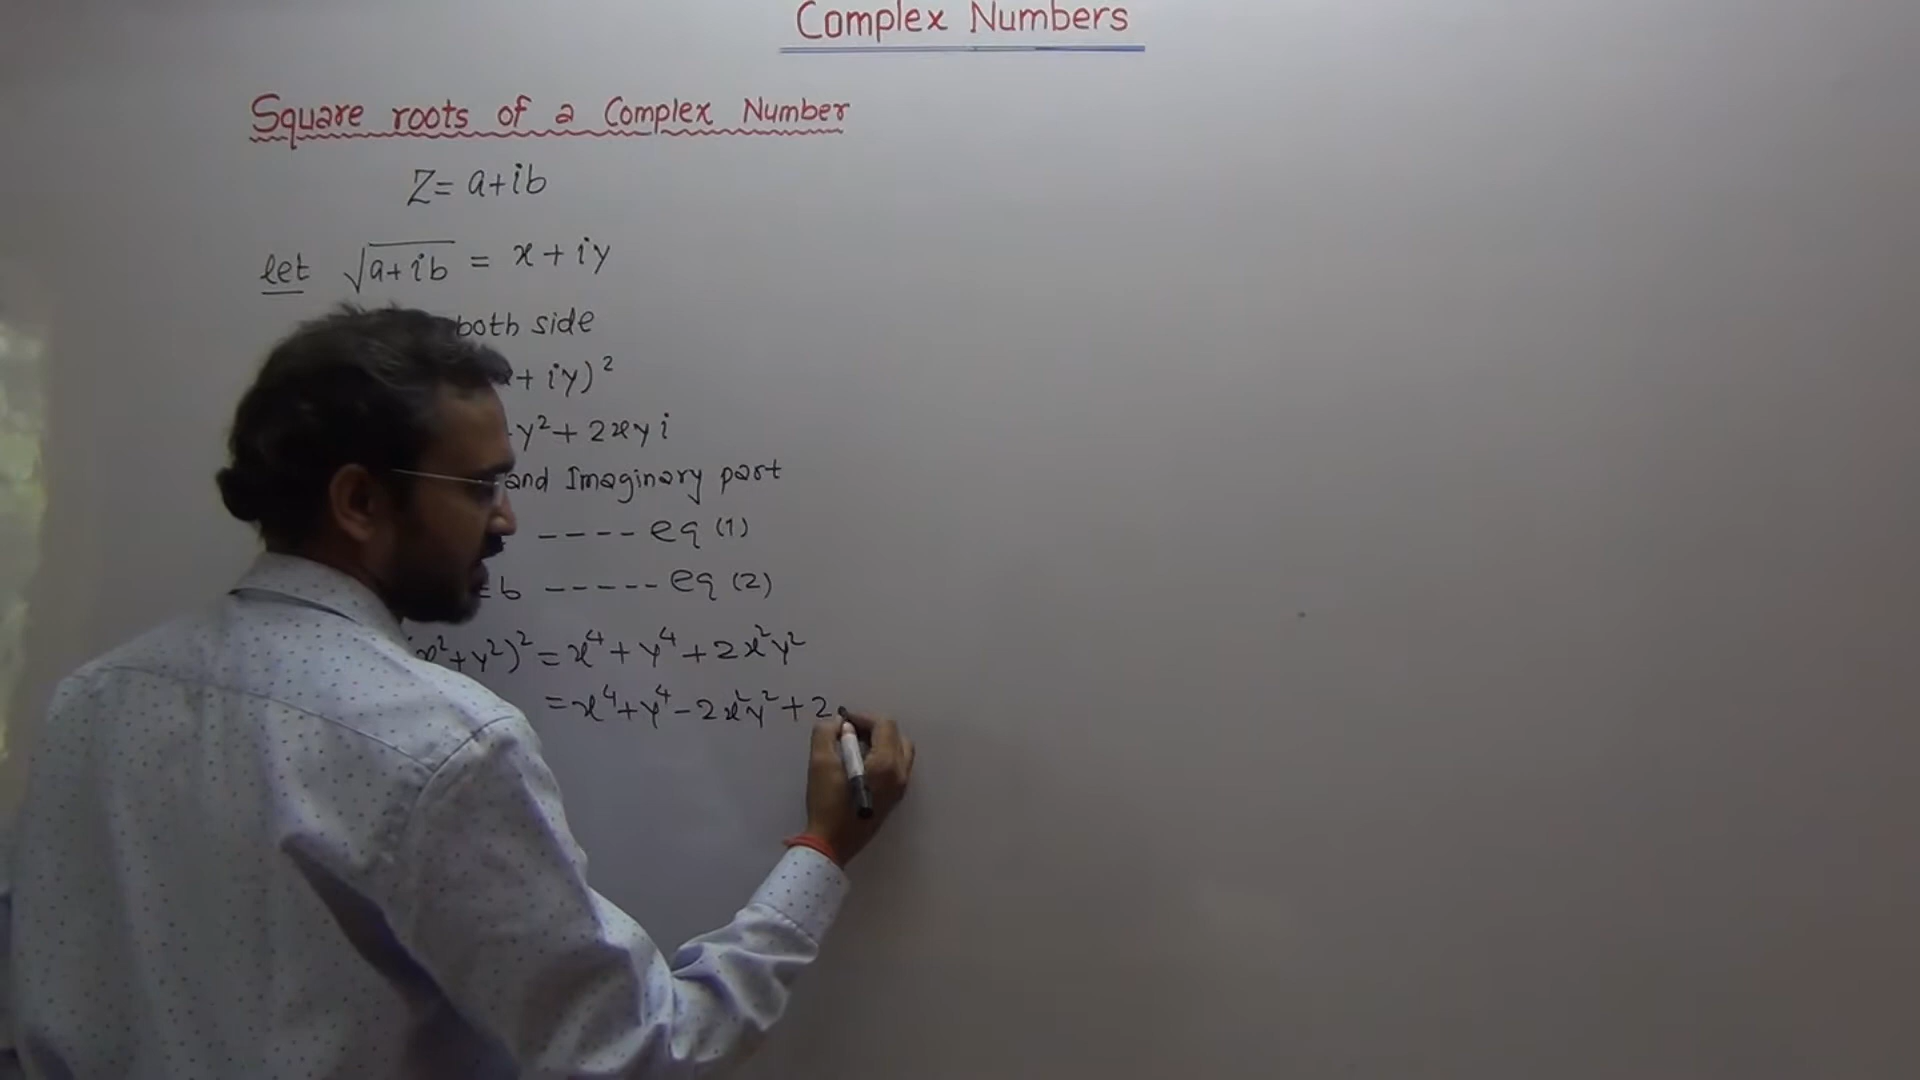 Complex Numbers
Square roots of a Complex Number
Z = a+ib
let √(a+ib) = x + iy
both side
+ iy)²
y² + 2xyi
and Imaginary part
---- eq (1)
=b ----- eq (2)
x²+y²)² = x⁴ + y⁴ + 2x²y²
= x⁴ + y⁴ - 2x²y² + 2